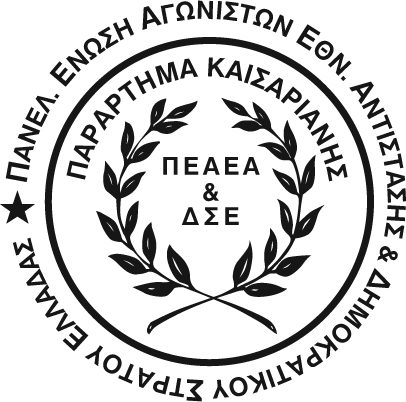 ★ ΠΑΝΕΛ. ΕΝΩΣΗ ΑΓΩΝΙΣΤΩΝ ΕΘΝ. ΑΝΤΙΣΤΑΣΗΣ & ΔΗΜΟΚΡΑΤΙΚΟΥ ΣΤΡΑΤΟΥ ΕΛΛΑΔΑΣ
ΠΑΡΑΡΤΗΜΑ ΚΑΙΣΑΡΙΑΝΗΣ
ΠΕΑΕΑ
&
ΔΣΕ